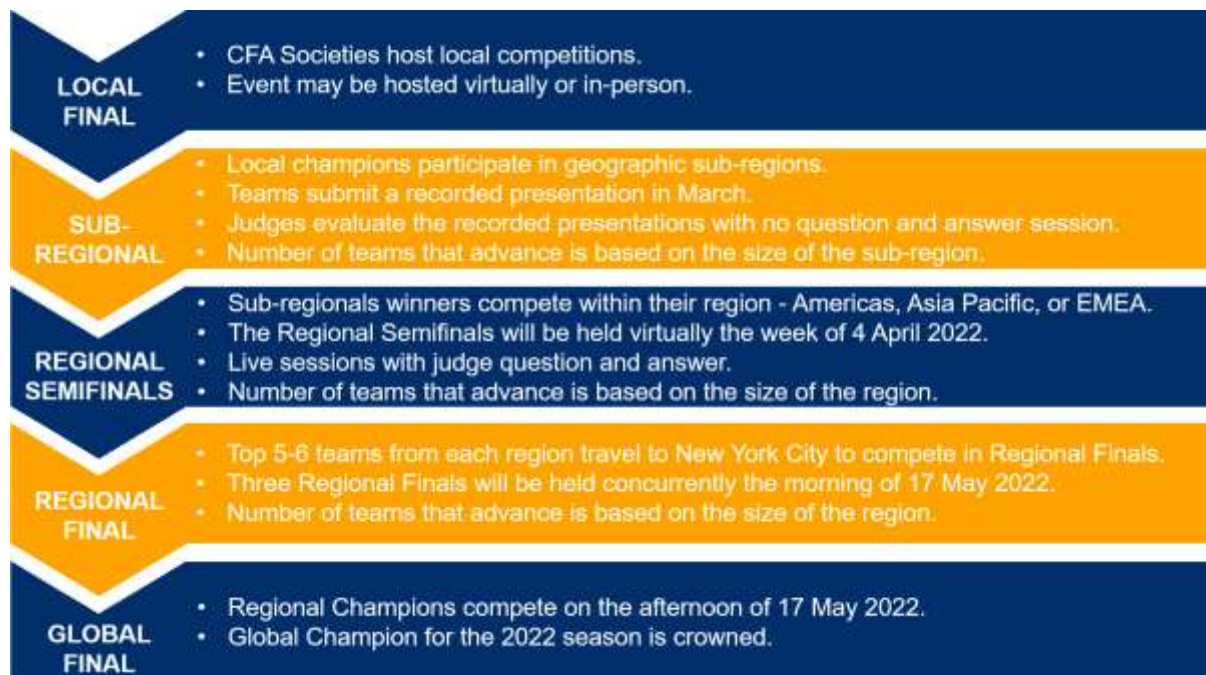 LOCAL
FINAL
• CFA Societies host local competitions.
• Event may be hosted virtually or in-person.
SUB-
REGIONAL
• Local champions participate in geographic sub-regions.
• Teams submit a recorded presentation in March.
• Judges evaluate the recorded presentations with no question and answer session.
• Number of teams that advance is based on the size of the sub-region.
REGIONAL
SEMIFINALS
• Sub-regionals winners compete within their region - Americas, Asia Pacific, or EMEA.
• The Regional Semifinals will be held virtually the week of 4 April 2022.
• Live sessions with judge question and answer.
• Number of teams that advance is based on the size of the region.
REGIONAL
FINAL
• Top 5-6 teams from each region travel to New York City to compete in Regional Finals.
• Three Regional Finals will be held concurrently the morning of 17 May 2022.
• Number of teams that advance is based on the size of the region.
GLOBAL
FINAL
• Regional Champions compete on the afternoon of 17 May 2022.
• Global Champion for the 2022 season is crowned.